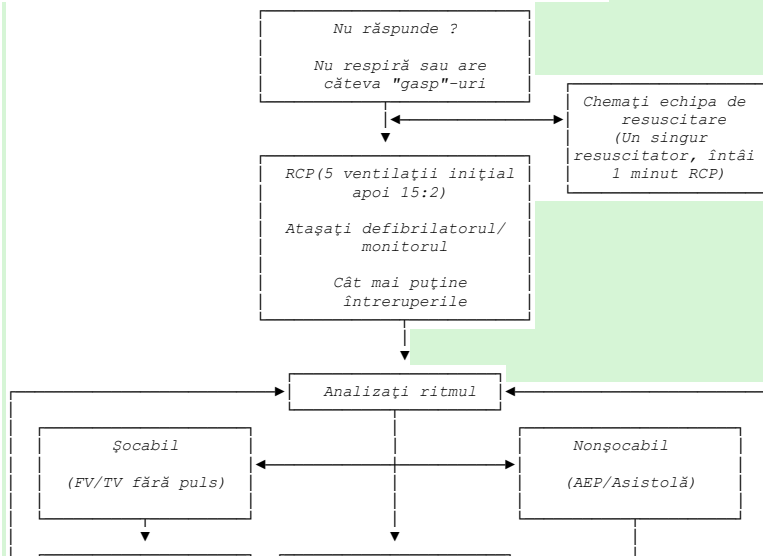 Nu răspunde ?
Nu respiră sau are
câteva "gasp"-uri
Chemaţi echipa de
resuscitare
(Un singur
resuscitator, întâi
1 minut RCP)
RCP(5 ventilaţii iniţial
apoi 15:2)
Ataşaţi defibrilatorul/
monitorul
Cât mai puţine
întreruperile
Analizaţi ritmul
Şocabil
(FV/TV fără puls)
Nonşocabil
(AEP/Asistolă)